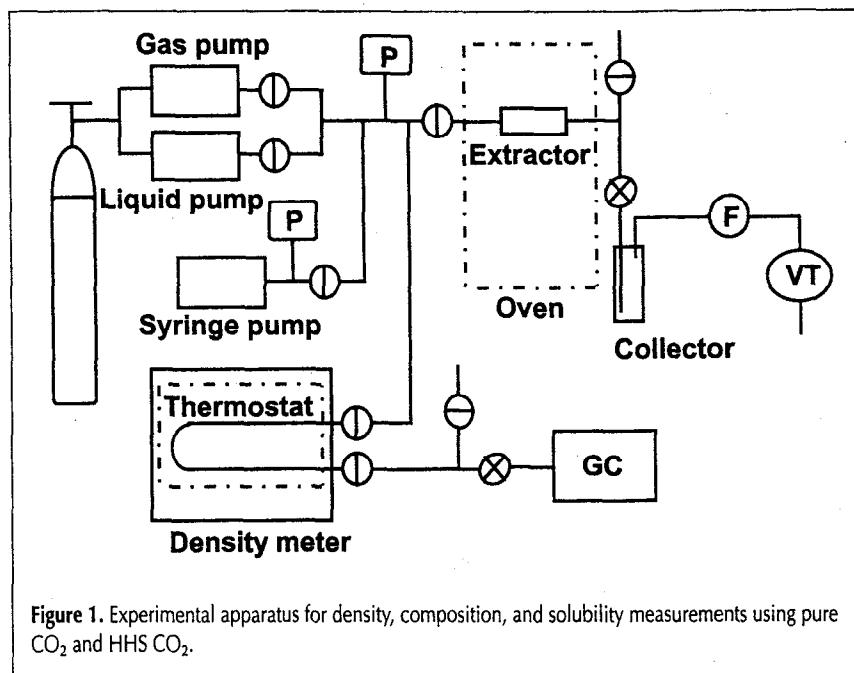 Gas pump
P
Liquid pump
P
Syringe pump
Extractor
Oven
F
VT
Collector
Thermostat
GC
Density meter
Figure 1. Experimental apparatus for density, composition, and solubility measurements using pure
CO₂ and HHS CO₂.